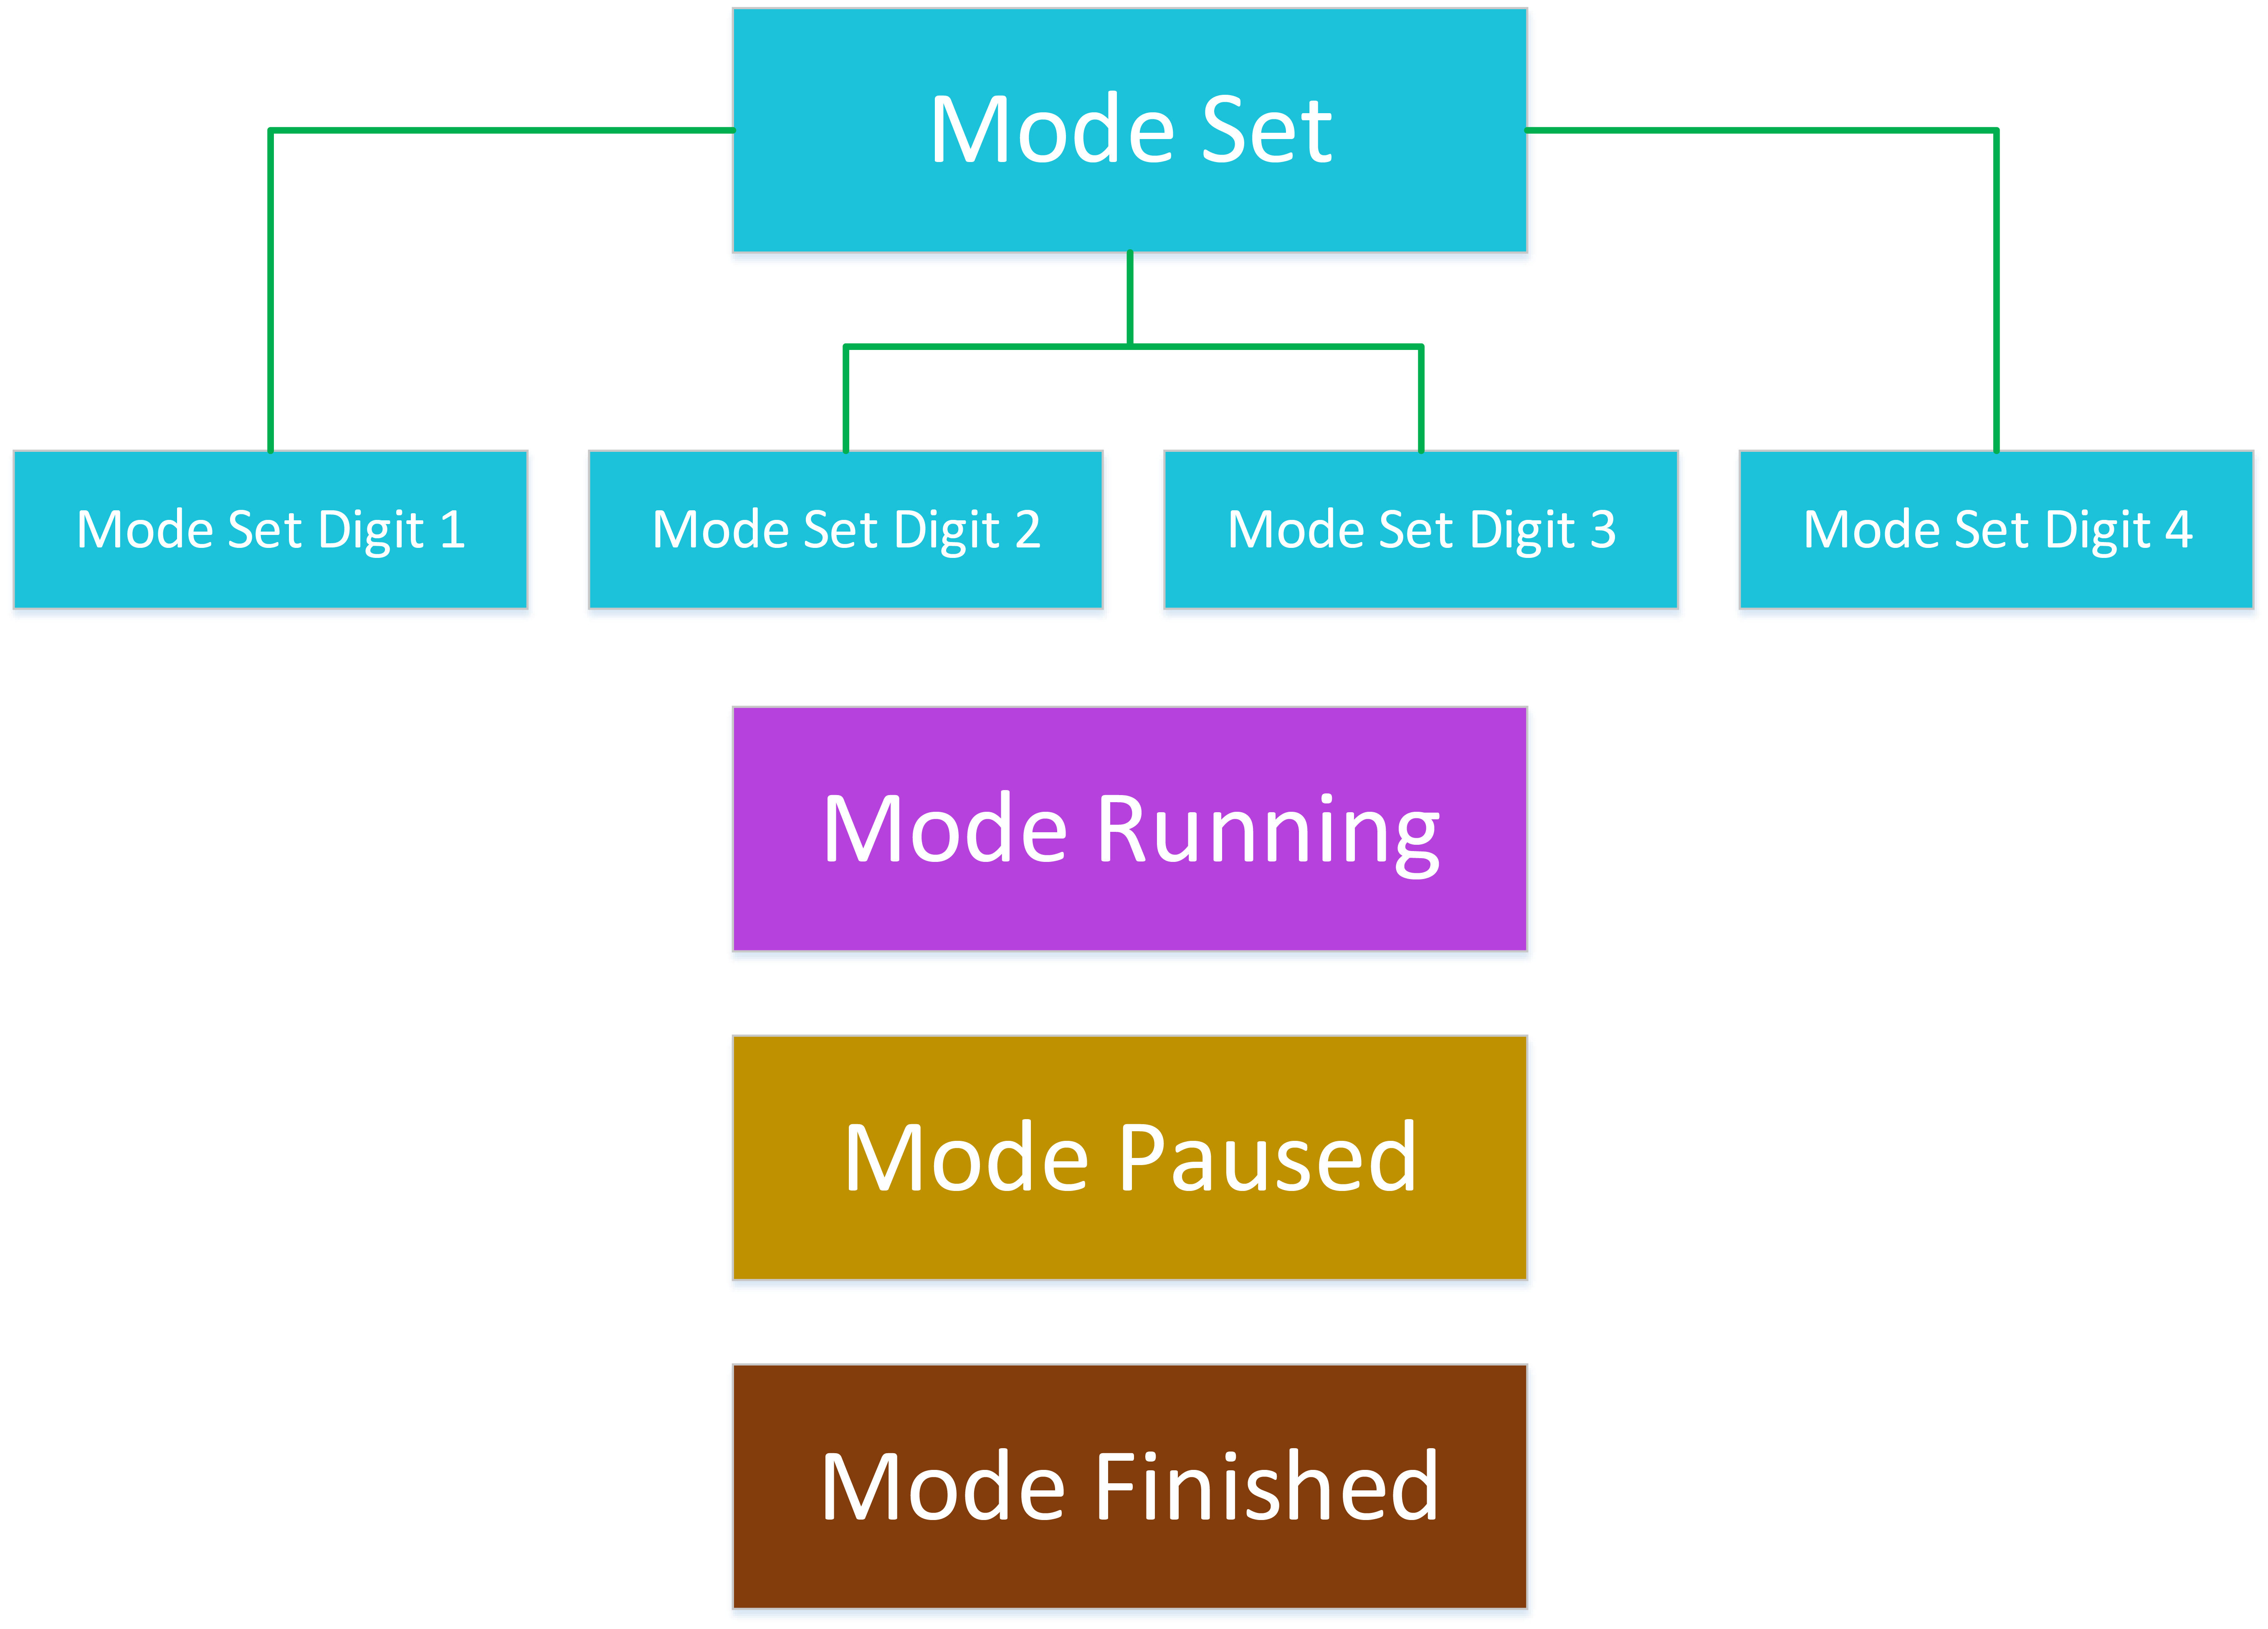 Mode Set
Mode Set Digit 1
Mode Set Digit 2
Mode Set Digit 3
Mode Set Digit 4
Mode Running
Mode Paused
Mode Finished